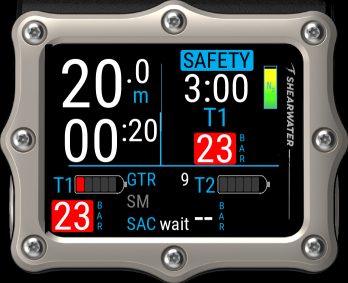 20.0 m
00:20
SAFETY
3:00
T1
23 BAR
N₂
SHEARWATER
T1 GTR 9 T2
SM
23 BAR SAC wait -- BAR